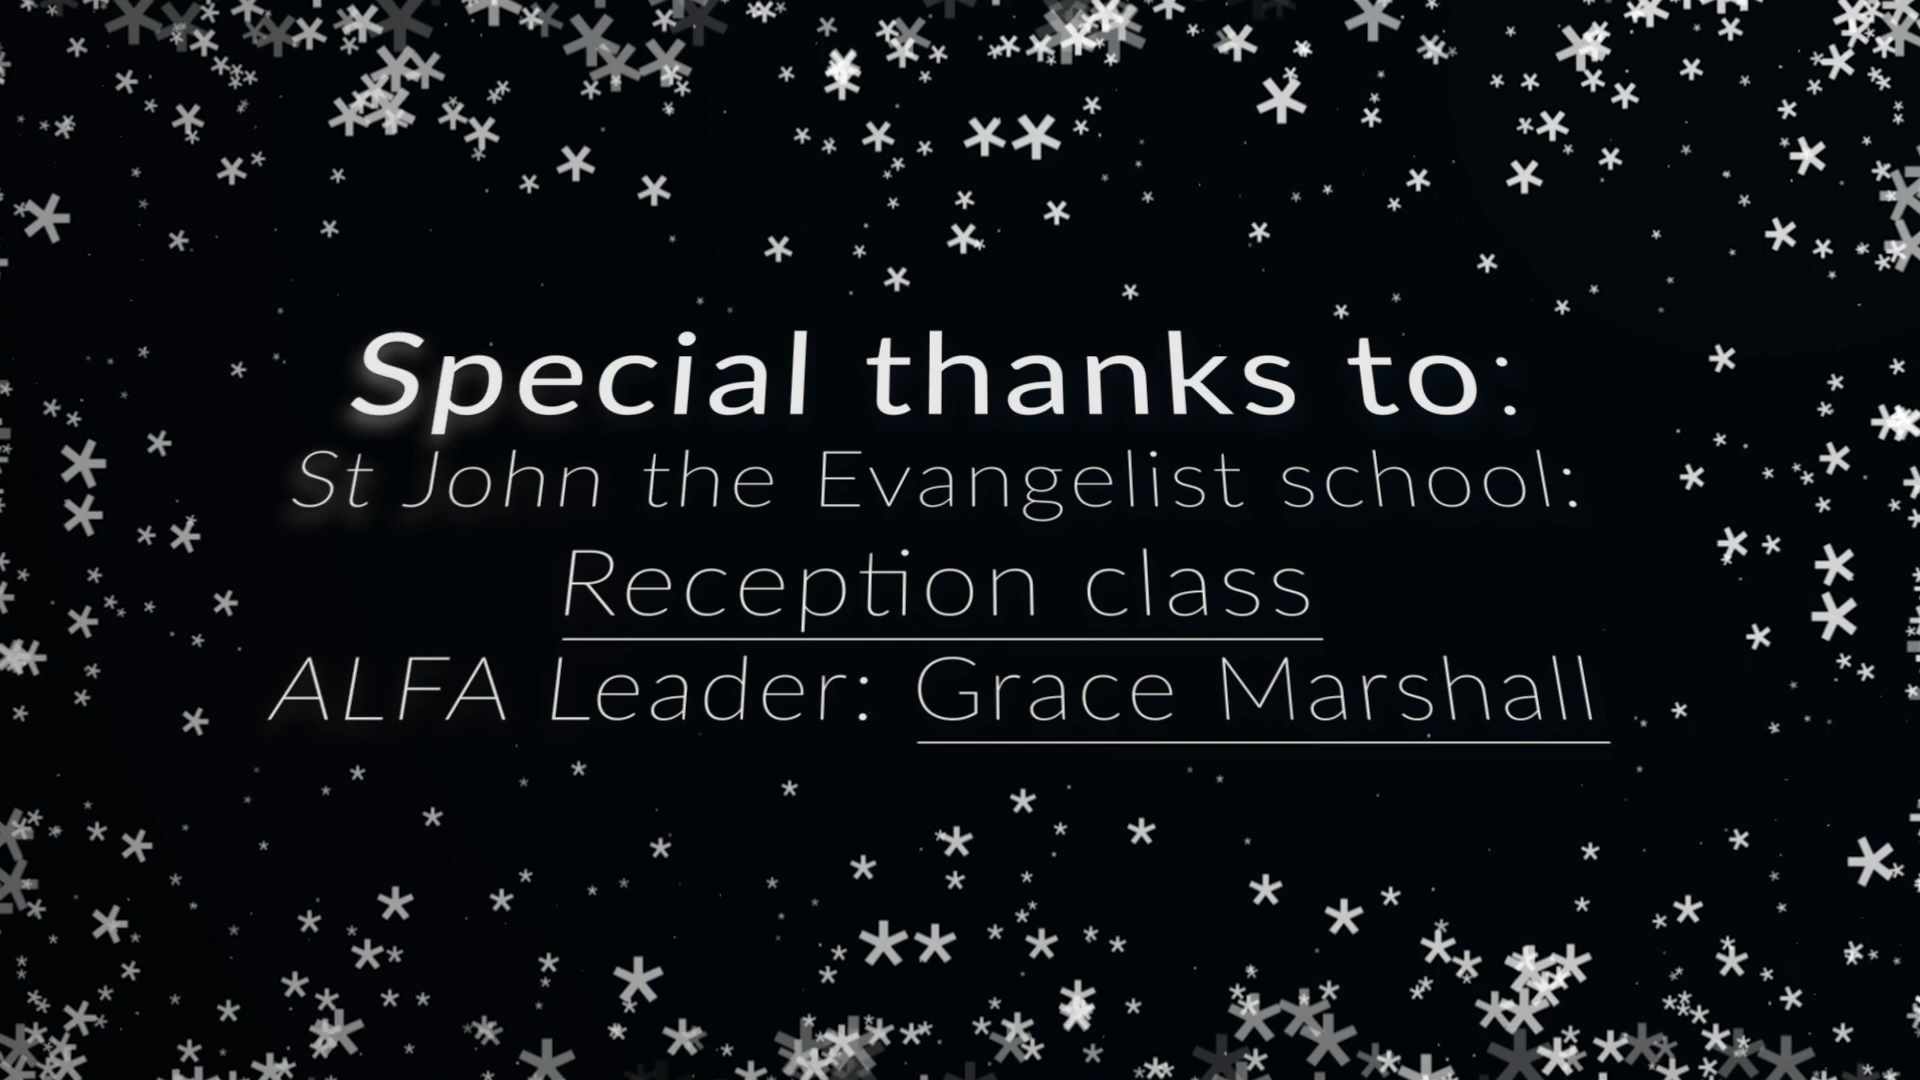 Special thanks to:
St John the Evangelist school:
Reception class
ALFA Leader: Grace Marshall